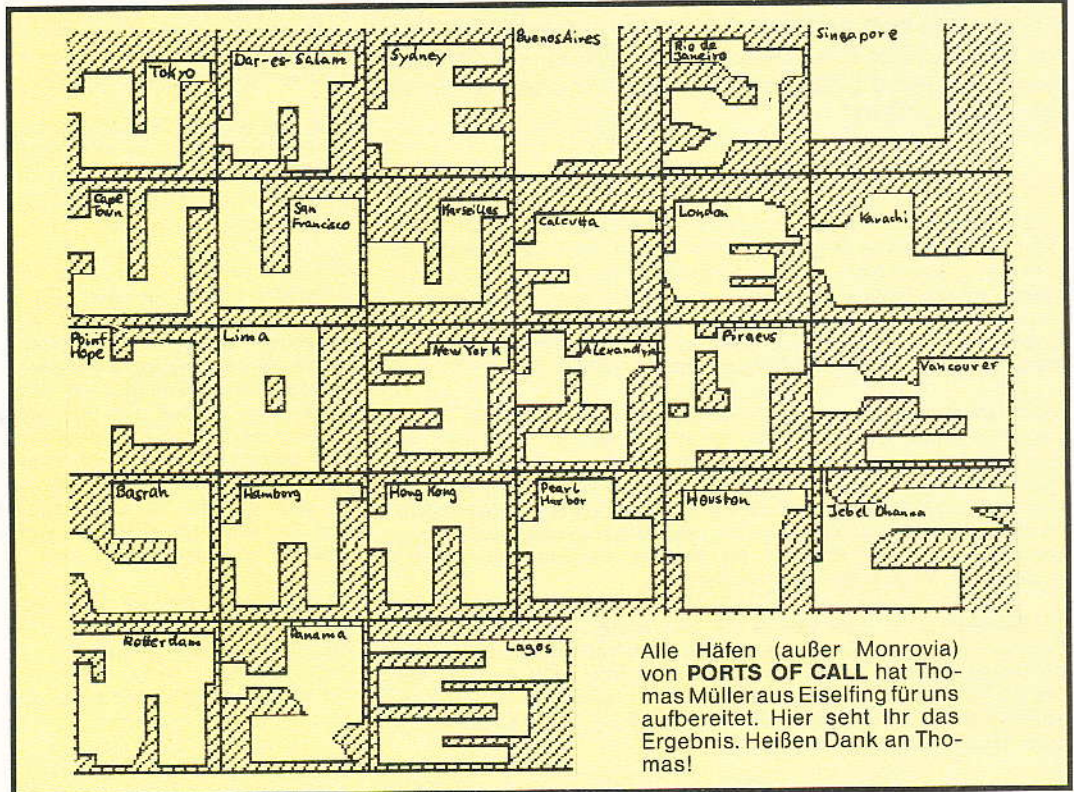 Tokyo
Dar-es-Salam
Sydney
Buenos Aires
Rio de
Janeiro
Singapore
Cape
Town
San
Francisco
Marseilles
Calcutta
London
Karachi
Point
Hope
Lima
New York
Alexandria
Piraeus
Vancouver
Basrah
Hamborg
Hong Kong
Pearl
Harbor
Houston
Jebel Dhanna
Rotterdam
Panama
Lagos
Alle Häfen (außer Monrovia)
von PORTS OF CALL hat Tho-
mas Müller aus Eiselfing für uns
aufbereitet. Hier seht Ihr das
Ergebnis. Heißen Dank an Tho-
mas!